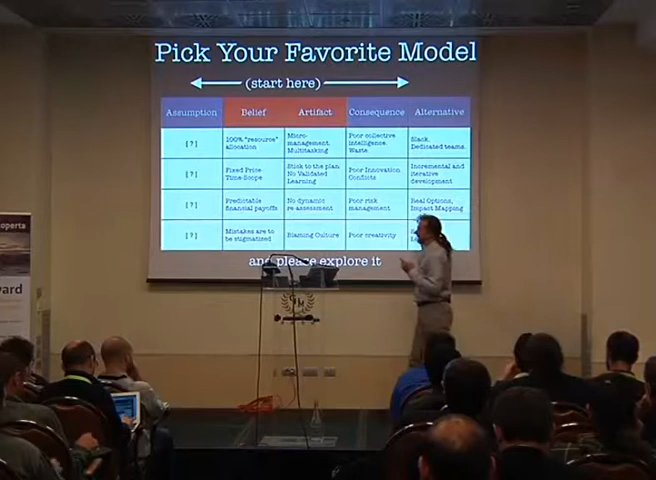 Pick Your Favorite Model
(start here)
Assumption Belief Artifact Consequence Alternative
[?] 100% "resource" allocation Micro-management. Multitasking Poor collective intelligence. Waste. Slack. Dedicated teams.
[?] Fixed Price-Time-Scope Stick to the plan No Validated Learning Poor Innovation Conflicts Incremental and iterative development
[?] Predictable financial payoffs No dynamic re-assessment Poor risk management Real Options, Impact Mapping
[?] Mistakes are to be stigmatized Blaming Culture Poor creativity
and please explore it
operta
vard